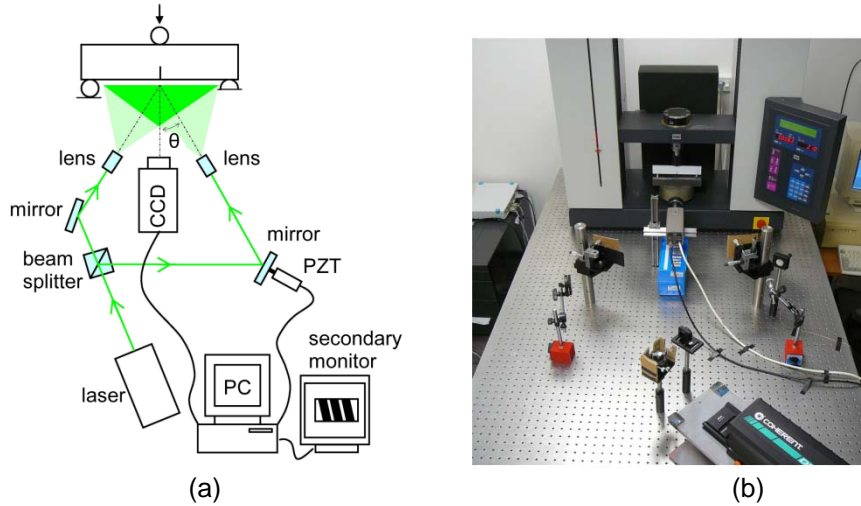 θ
lens
lens
CCD
mirror
mirror
beam
splitter
PZT
secondary
monitor
PC
laser
COHERENT
(a)
(b)